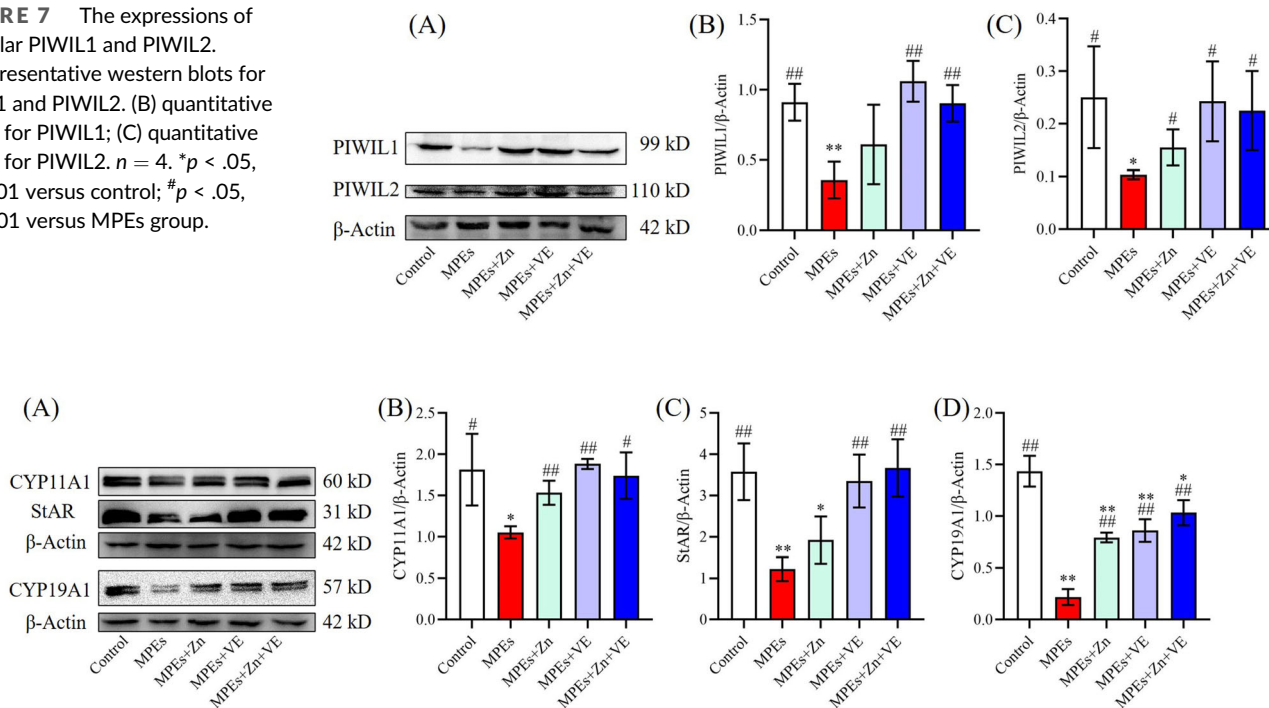 RE 7 The expressions of
lar PIWIL1 and PIWIL2.
resentative western blots for
1 and PIWIL2. (B) quantitative
for PIWIL1; (C) quantitative
for PIWIL2. n = 4. *p < .05,
01 versus control; #p < .05,
01 versus MPEs group.
(A)
PIWIL1 99 kD
PIWIL2 110 kD
β-Actin 42 kD
Control MPEs MPEs+Zn MPEs+VE MPEs+Zn+VE
(B)
PIWIL1/β-Actin
1.5
1.0
0.5
0.0
## ** ## ##
Control MPEs MPEs+Zn MPEs+VE MPEs+Zn+VE
(C)
PIWIL2/β-Actin
0.4
0.3
0.2
0.1
0.0
# * # # #
Control MPEs MPEs+Zn MPEs+VE MPEs+Zn+VE
(A)
CYP11A1 60 kD
StAR 31 kD
β-Actin 42 kD
CYP19A1 57 kD
β-Actin 42 kD
Control MPEs MPEs+Zn MPEs+VE MPEs+Zn+VE
(B)
CYP11A1/β-Actin
2.5
2.0
1.5
1.0
0.5
0.0
# * ## ## #
Control MPEs MPEs+Zn MPEs+VE MPEs+Zn+VE
(C)
StAR/β-Actin
5
4
3
2
1
0
## ** * ## ##
Control MPEs MPEs+Zn MPEs+VE MPEs+Zn+VE
(D)
CYP19A1/β-Actin
2.0
1.5
1.0
0.5
0.0
## ** ** ## ** ## * ##
Control MPEs MPEs+Zn MPEs+VE MPEs+Zn+VE